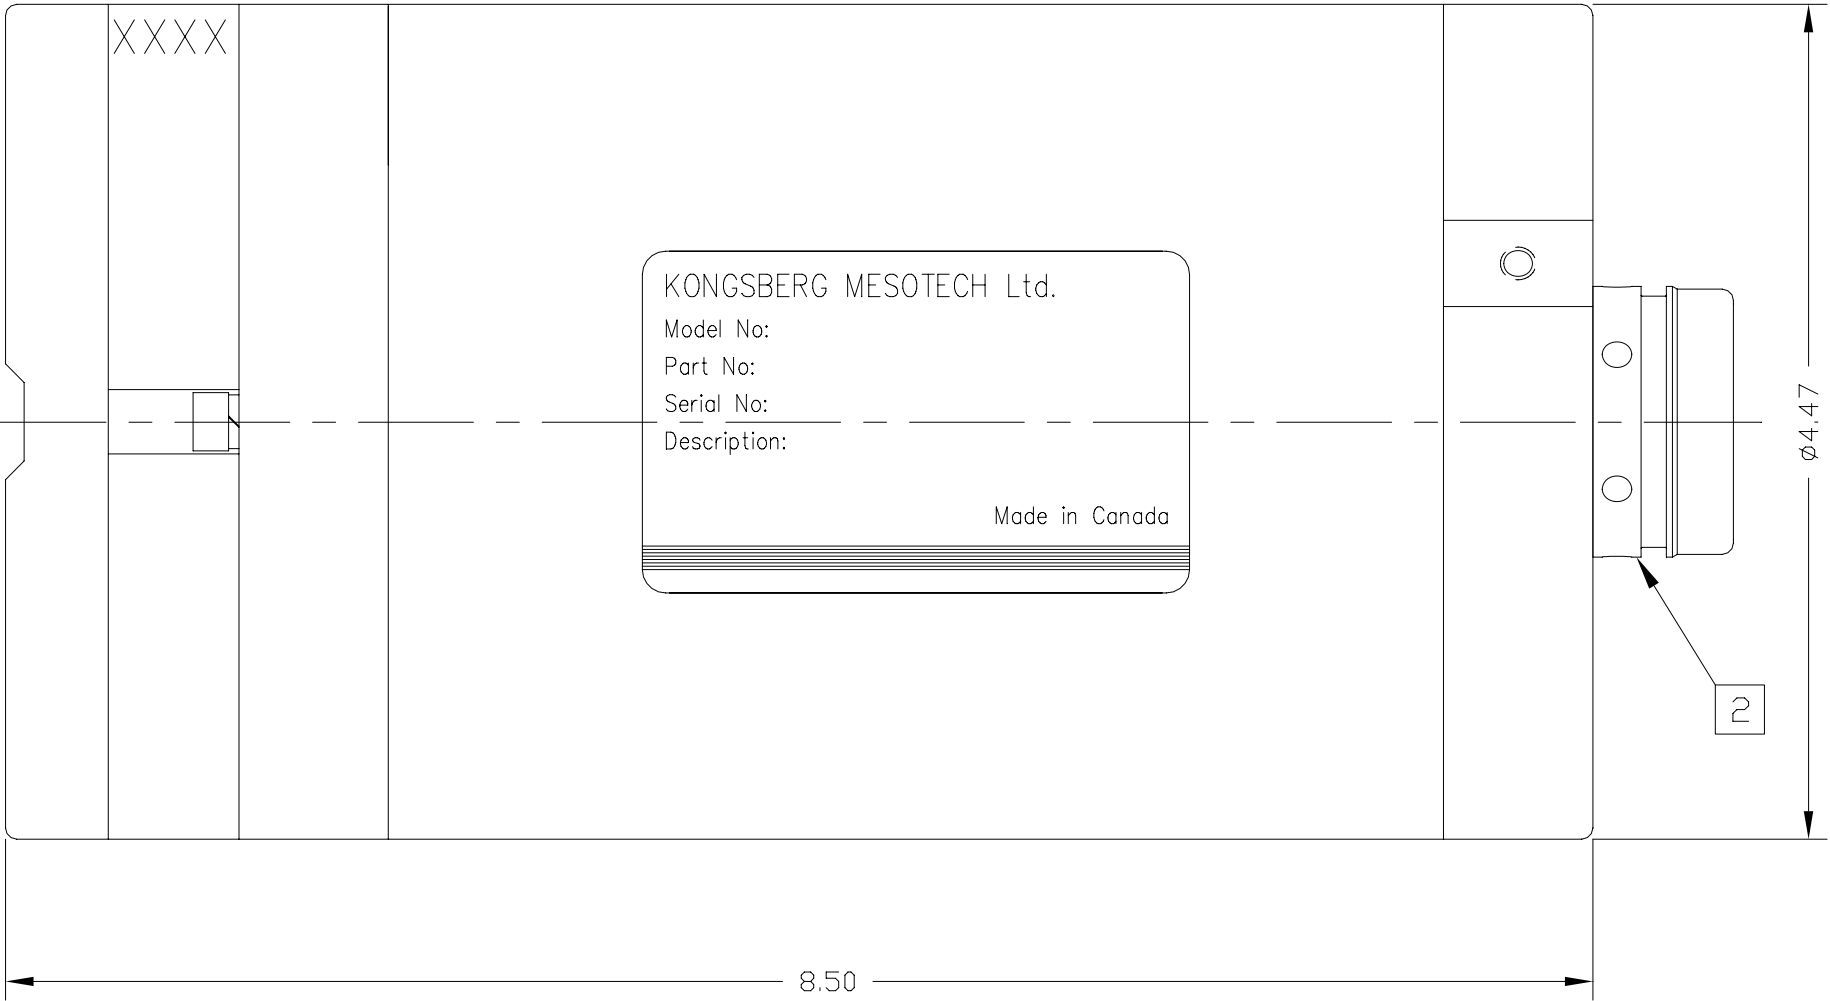 XXXX
KONGSBERG MESOTECH Ltd.
Model No:
Part No:
Serial No:
Description:
Made in Canada
ø4.47
2
8.50